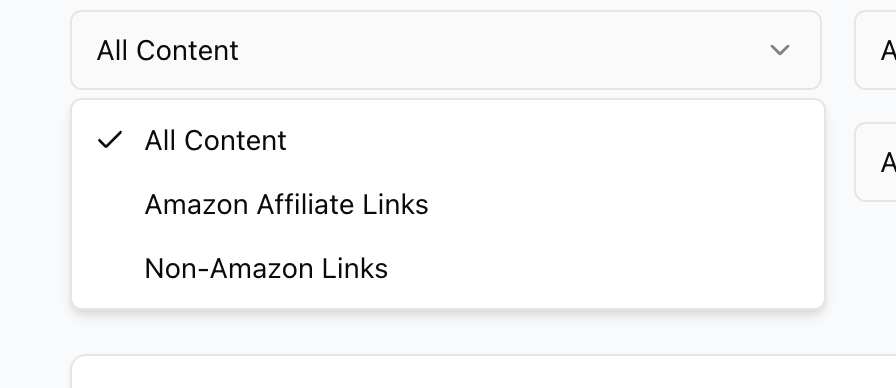 All Content
A
All Content
A
Amazon Affiliate Links
Non-Amazon Links